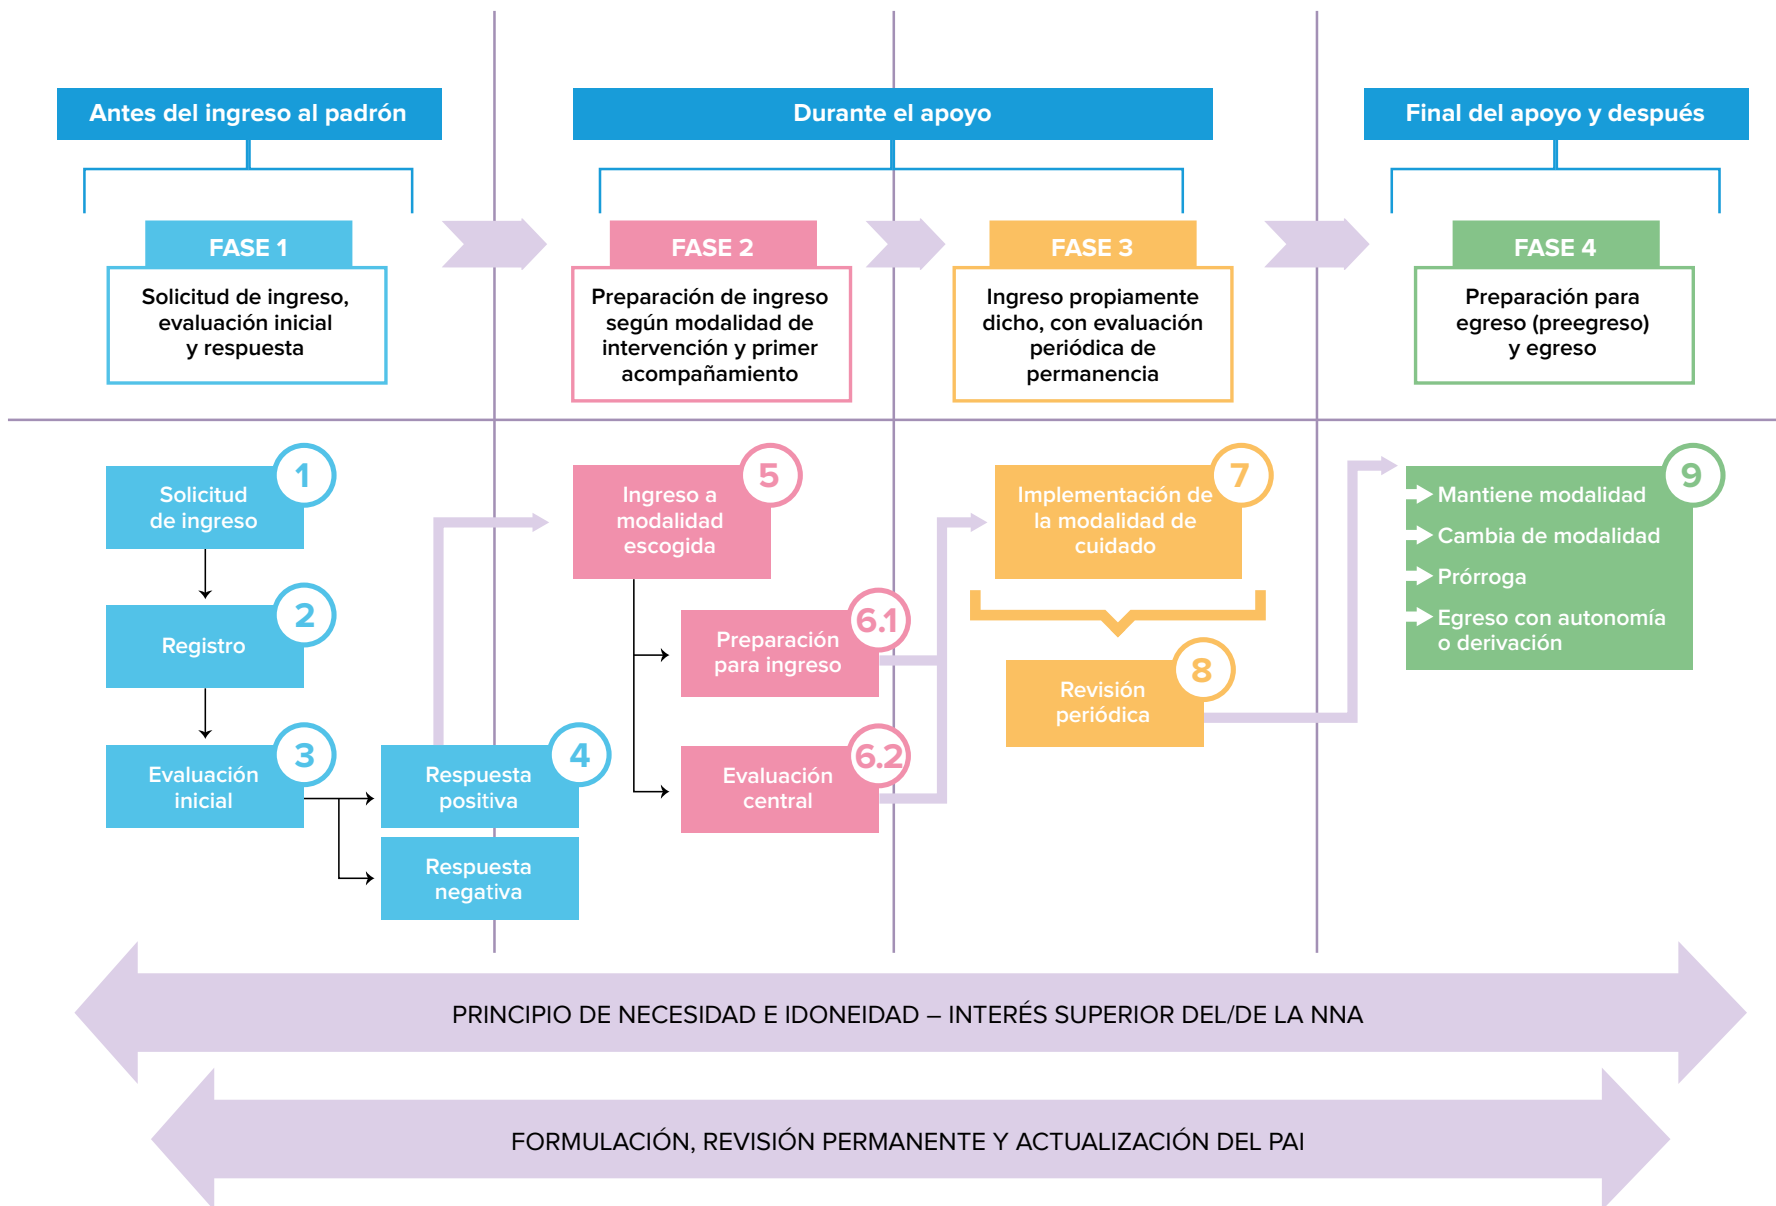 Antes del ingreso al padrón
Durante el apoyo
Final del apoyo y después
FASE 1
Solicitud de ingreso,
evaluación inicial
y respuesta
FASE 2
Preparación de ingreso
según modalidad de
intervención y primer
acompañamiento
FASE 3
Ingreso propiamente
dicho, con evaluación
periódica de
permanencia
FASE 4
Preparación para
egreso (preegreso)
y egreso
1
Solicitud
de ingreso
2
Registro
3
Evaluación
inicial
4
Respuesta
positiva
Respuesta
negativa
5
Ingreso a
modalidad
escogida
6.1
Preparación
para ingreso
6.2
Evaluación
central
7
Implementación de
la modalidad de
cuidado
8
Revisión
periódica
9
Mantiene modalidad
Cambia de modalidad
Prórroga
Egreso con autonomía
o derivación
PRINCIPIO DE NECESIDAD E IDONEIDAD – INTERÉS SUPERIOR DEL/DE LA NNA
FORMULACIÓN, REVISIÓN PERMANENTE Y ACTUALIZACIÓN DEL PAI